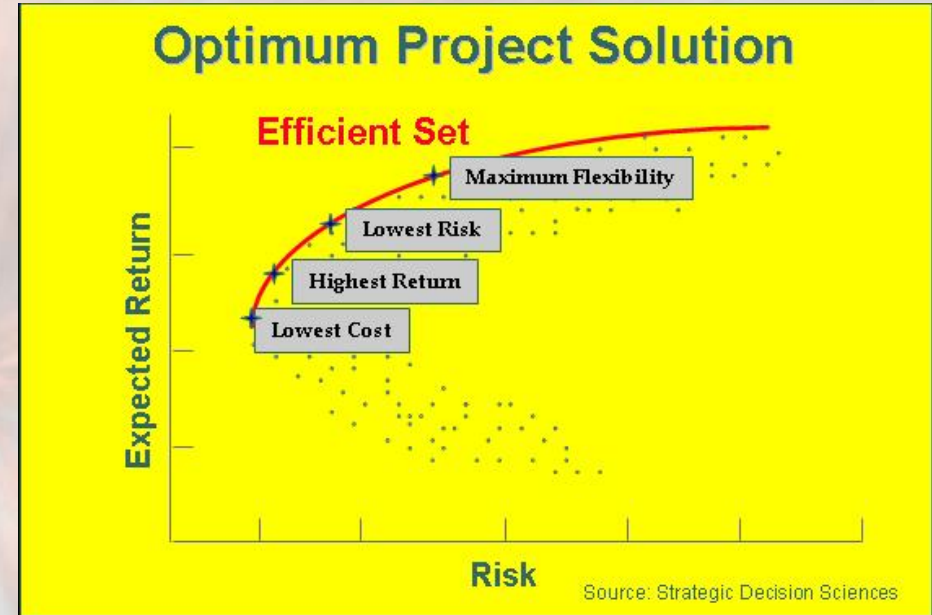 Optimum Project Solution
Efficient Set
Maximum Flexibility
Lowest Risk
Highest Return
Lowest Cost
Expected Return
Risk
Source: Strategic Decision Sciences